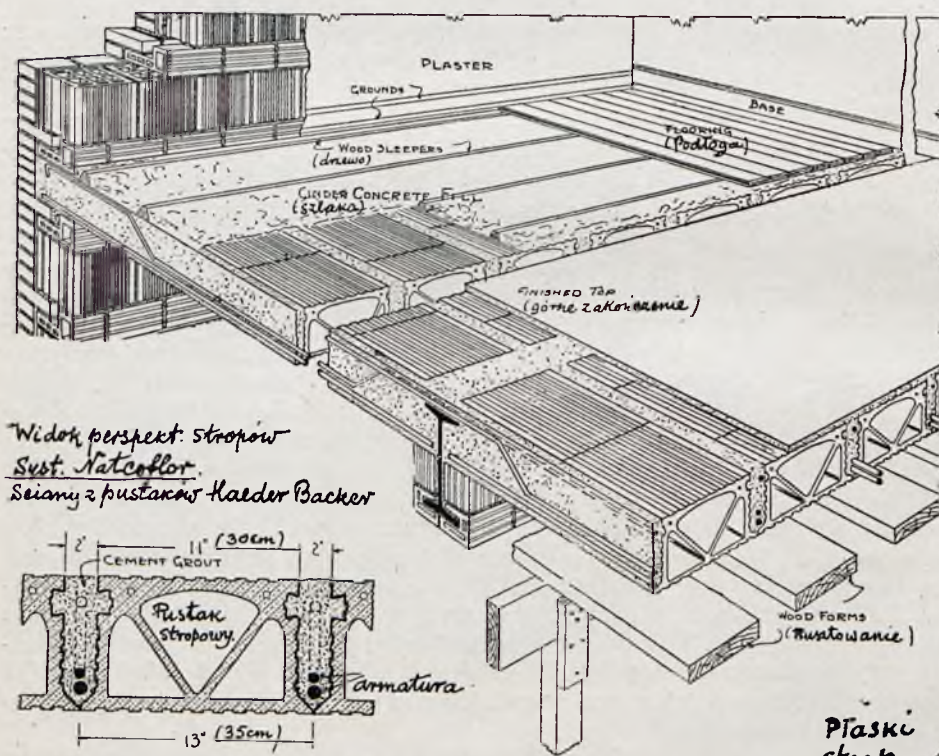 PLASTER
GROUNDS
BASE
WOOD SLEEPERS
(drzewo)
FLOORING
(Podłoga)
CINDER CONCRETE FILL
(szlaka)
FINISHED TOP
(górne zakończenie)
Widok perspekt. stropów
Syst. Natcoflor.
Ściany z pustaków Haeder Backer
2"
11" (30cm)
2"
CEMENT GROUT
Pustak
stropowy.
armatura
13" (35cm)
WOOD FORMS
Płaski
strop